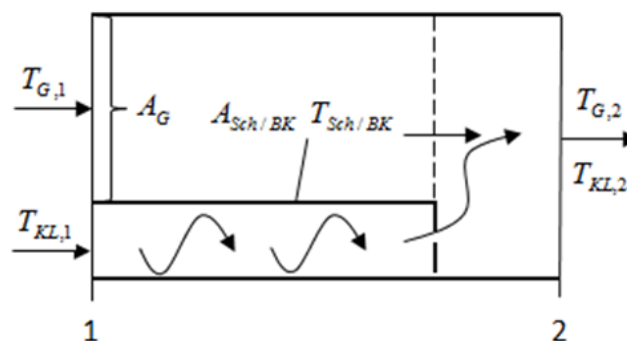 T_{G,1}
A_G
A_{Sch/BK} T_{Sch/BK}
T_{G,2}
T_{KL,2}
T_{KL,1}
1
2